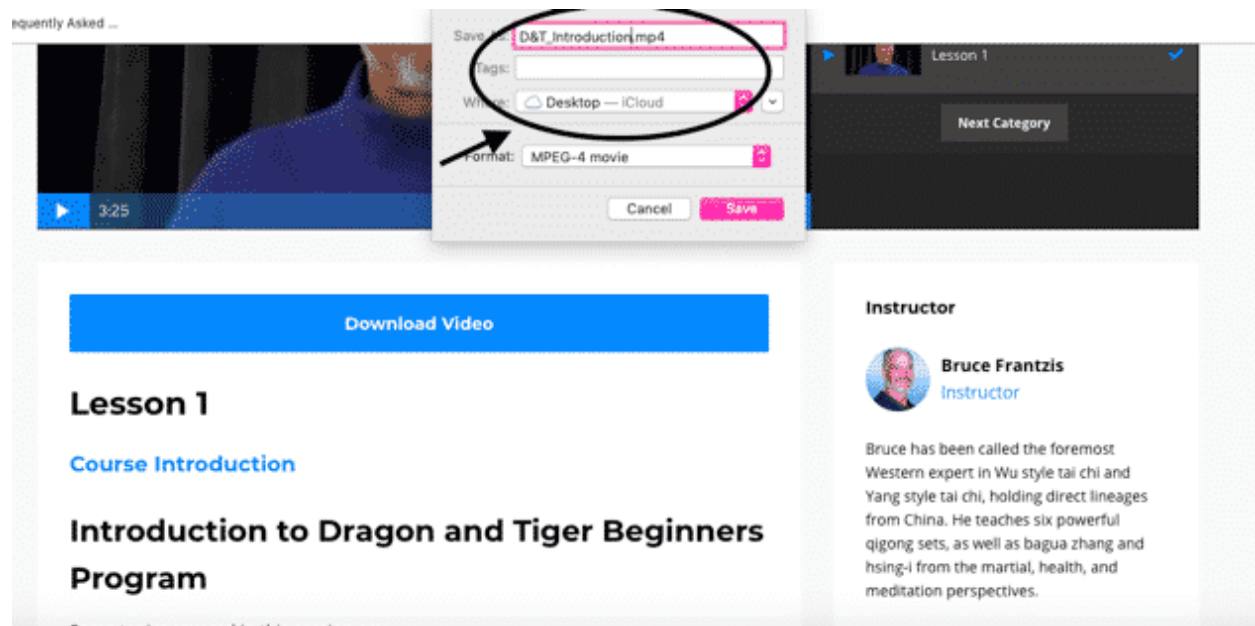 equently Asked ...
Save As: D&T_Introduction.mp4
Tags:
Where: Desktop — iCloud
Format: MPEG-4 movie
Cancel
Save
Lesson 1
Next Category
3:25
Download Video
Lesson 1
Course Introduction
Introduction to Dragon and Tiger Beginners
Program
Instructor
Bruce Frantzis
Instructor
Bruce has been called the foremost
Western expert in Wu style tai chi and
Yang style tai chi, holding direct lineages
from China. He teaches six powerful
qigong sets, as well as bagua zhang and
hsing-i from the martial, health, and
meditation perspectives.